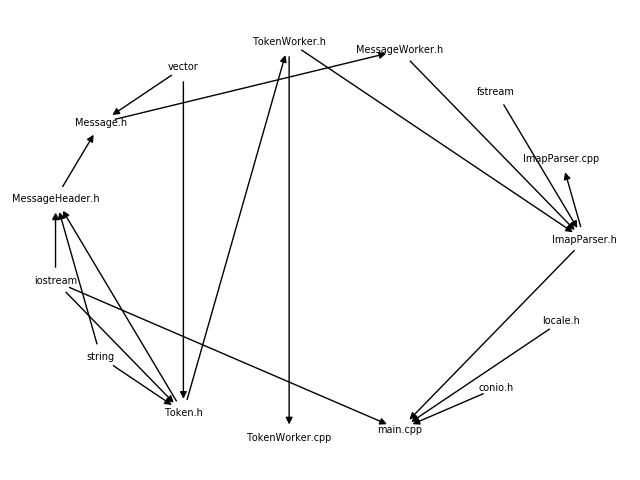 TokenWorker.h
MessageWorker.h
vector
fstream
Message.h
ImapParser.cpp
MessageHeader.h
ImapParser.h
iostream
locale.h
string
conio.h
Token.h
main.cpp
TokenWorker.cpp